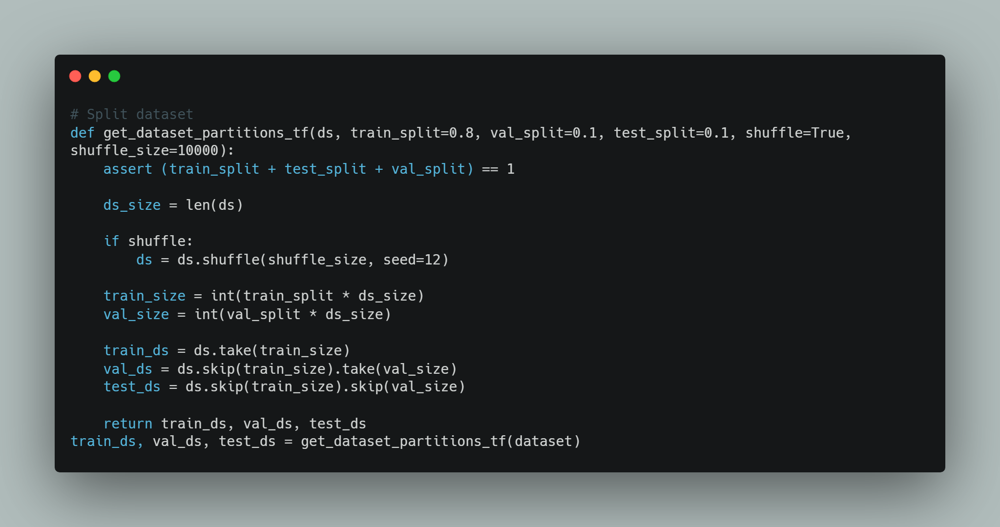 # Split dataset
def get_dataset_partitions_tf(ds, train_split=0.8, val_split=0.1, test_split=0.1, shuffle=True,
shuffle_size=10000):
    assert (train_split + test_split + val_split) == 1

    ds_size = len(ds)

    if shuffle:
        ds = ds.shuffle(shuffle_size, seed=12)

    train_size = int(train_split * ds_size)
    val_size = int(val_split * ds_size)

    train_ds = ds.take(train_size)
    val_ds = ds.skip(train_size).take(val_size)
    test_ds = ds.skip(train_size).skip(val_size)

    return train_ds, val_ds, test_ds
train_ds, val_ds, test_ds = get_dataset_partitions_tf(dataset)